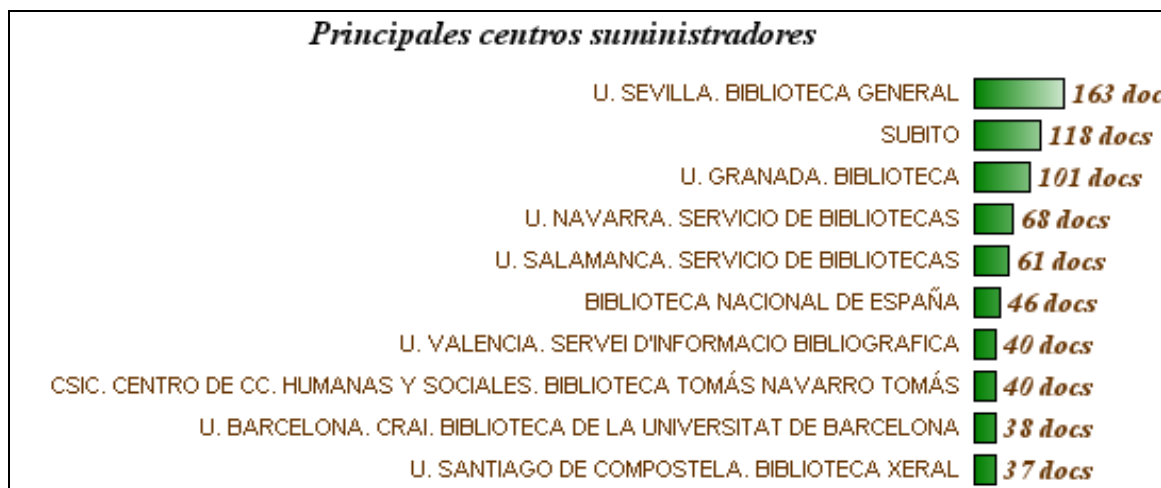 Principales centros suministradores
U. SEVILLA. BIBLIOTECA GENERAL 163 doc
SUBITO 118 docs
U. GRANADA. BIBLIOTECA 101 docs
U. NAVARRA. SERVICIO DE BIBLIOTECAS 68 docs
U. SALAMANCA. SERVICIO DE BIBLIOTECAS 61 docs
BIBLIOTECA NACIONAL DE ESPAÑA 46 docs
U. VALENCIA. SERVEI D'INFORMACIO BIBLIOGRAFICA 40 docs
CSIC. CENTRO DE CC. HUMANAS Y SOCIALES. BIBLIOTECA TOMÁS NAVARRO TOMÁS 40 docs
U. BARCELONA. CRAI. BIBLIOTECA DE LA UNIVERSITAT DE BARCELONA 38 docs
U. SANTIAGO DE COMPOSTELA. BIBLIOTECA XERAL 37 docs